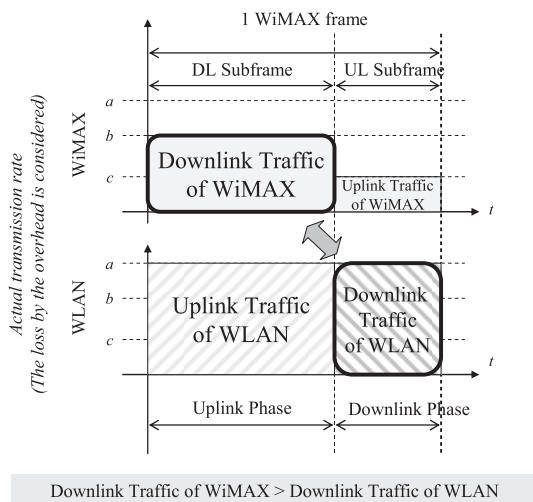 1 WiMAX frame
DL Subframe
UL Subframe
Actual transmission rate
(The loss by the overhead is considered)
WiMAX
a
b
c
Downlink Traffic
of WiMAX
Uplink Traffic
of WiMAX
t
WLAN
a
b
c
Uplink Traffic
of WLAN
Downlink
Traffic
of WLAN
t
Uplink Phase
Downlink Phase
Downlink Traffic of WiMAX > Downlink Traffic of WLAN